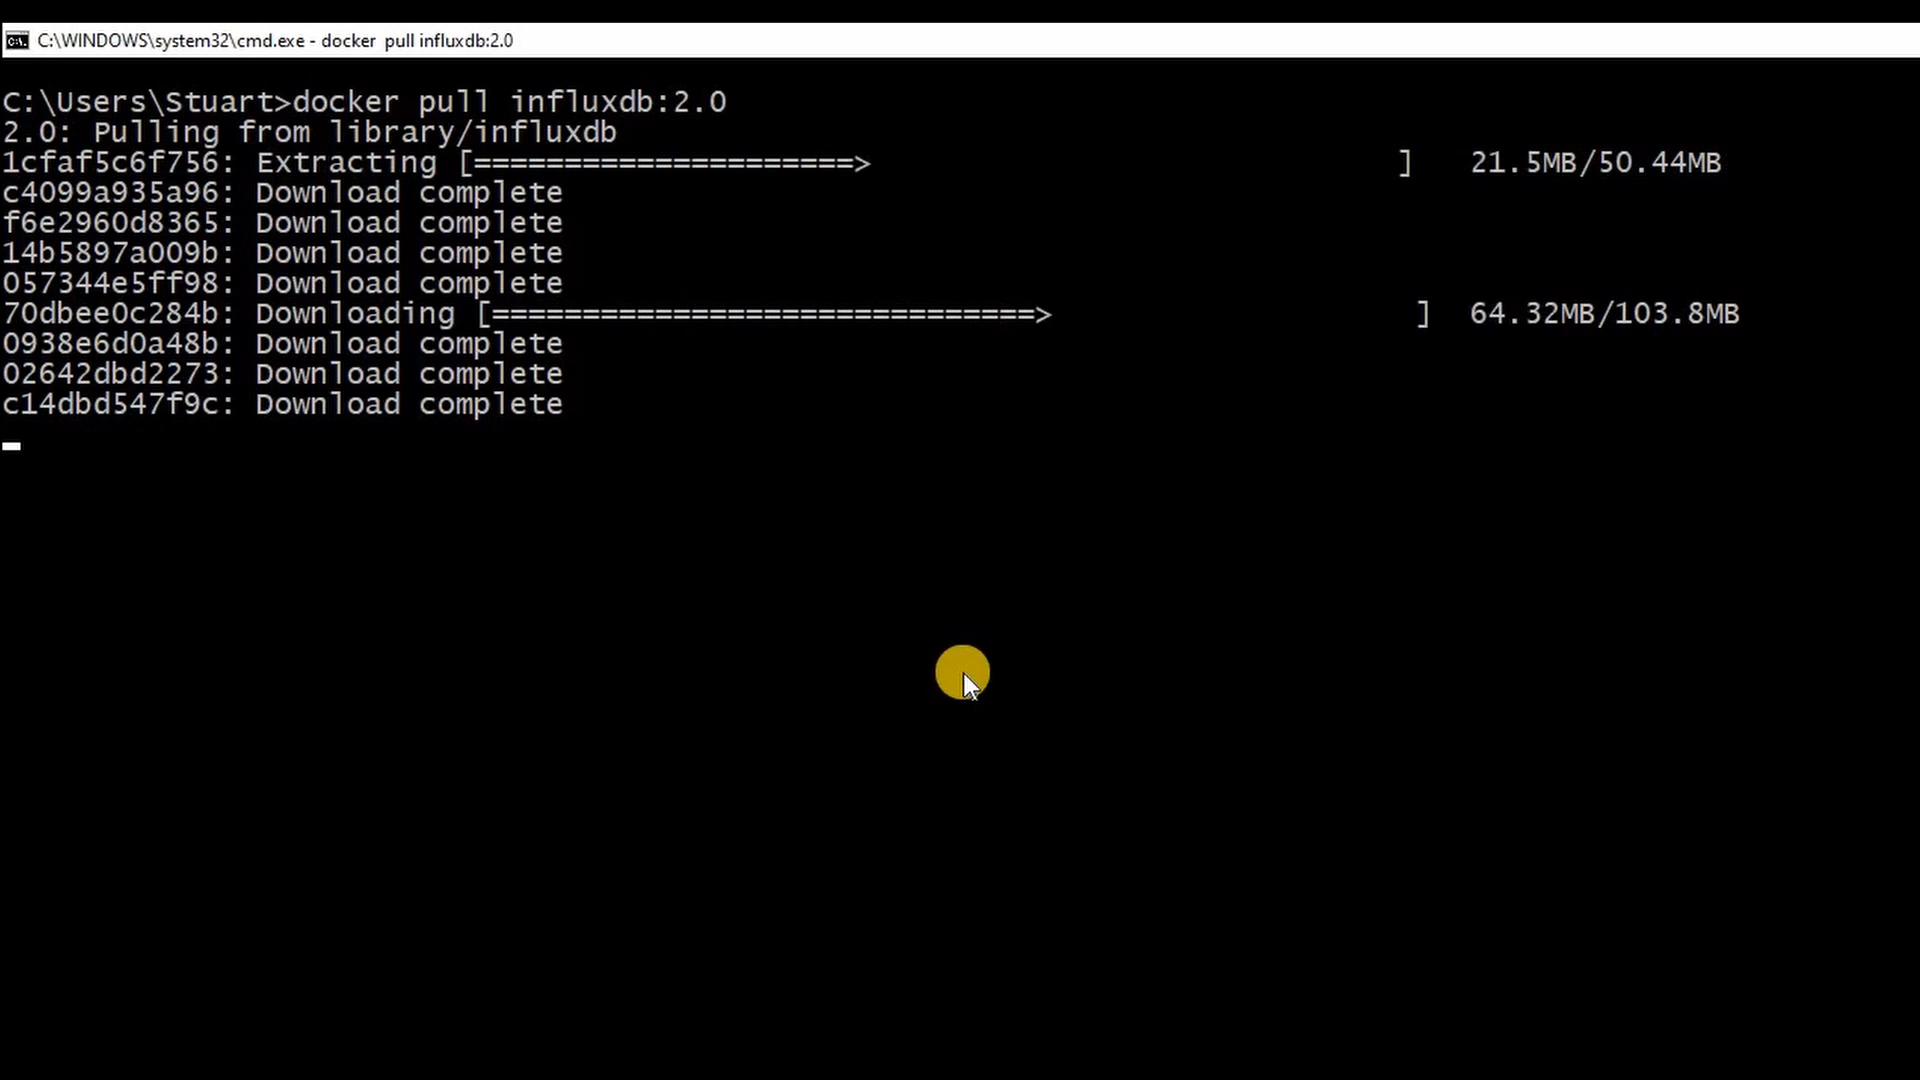 C:\WINDOWS\system32\cmd.exe - docker  pull influxdb:2.0
C:\Users\Stuart>docker pull influxdb:2.0
2.0: Pulling from library/influxdb
1cfaf5c6f756: Extracting [=====================>                             ]   21.5MB/50.44MB
c4099a935a96: Download complete
f6e2960d8365: Download complete
14b5897a009b: Download complete
057344e5ff98: Download complete
70dbee0c284b: Downloading [==============================>                    ]  64.32MB/103.8MB
0938e6d0a48b: Download complete
02642dbd2273: Download complete
c14dbd547f9c: Download complete